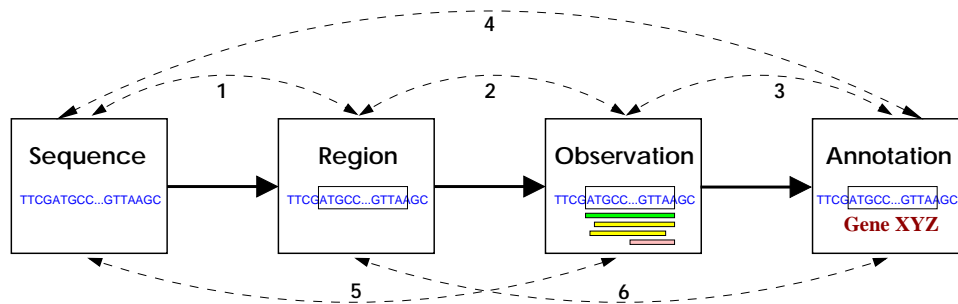 4
1
2
3
Sequence
Region
Observation
Annotation
TTCGATGCC...GTTAAGC
TTCGATGCC...GTTAAGC
TTCGATGCC...GTTAAGC
TTCGATGCC...GTTAAGC
Gene XYZ
5
6